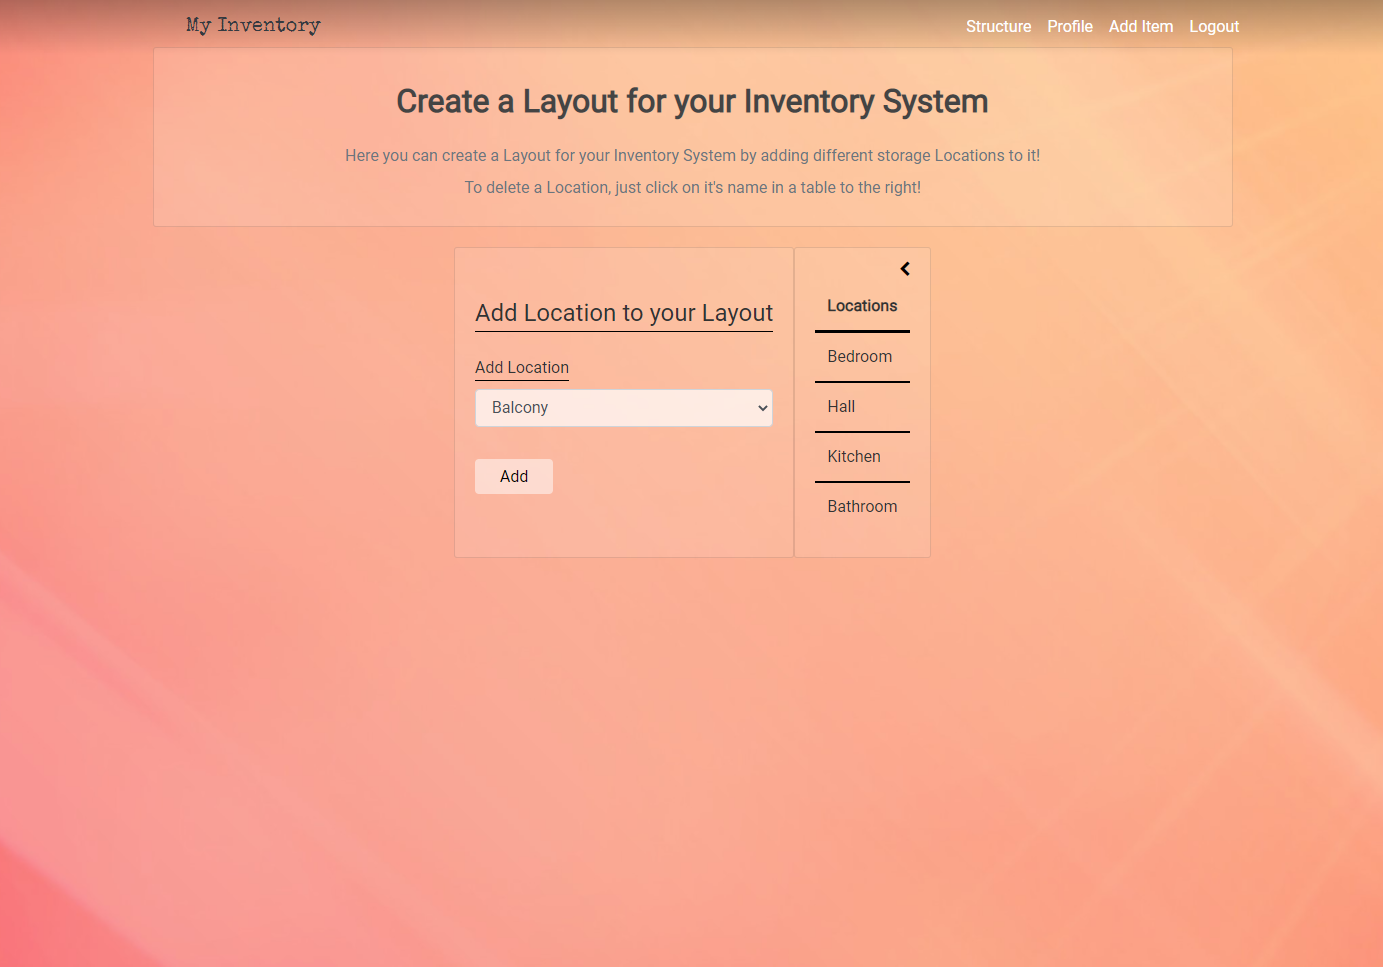 My Inventory
Structure Profile Add Item Logout
Create a Layout for your Inventory System
Here you can create a Layout for your Inventory System by adding different storage Locations to it!
To delete a Location, just click on it's name in a table to the right!
Add Location to your Layout
Add Location
Balcony
Add
Locations
Bedroom
Hall
Kitchen
Bathroom